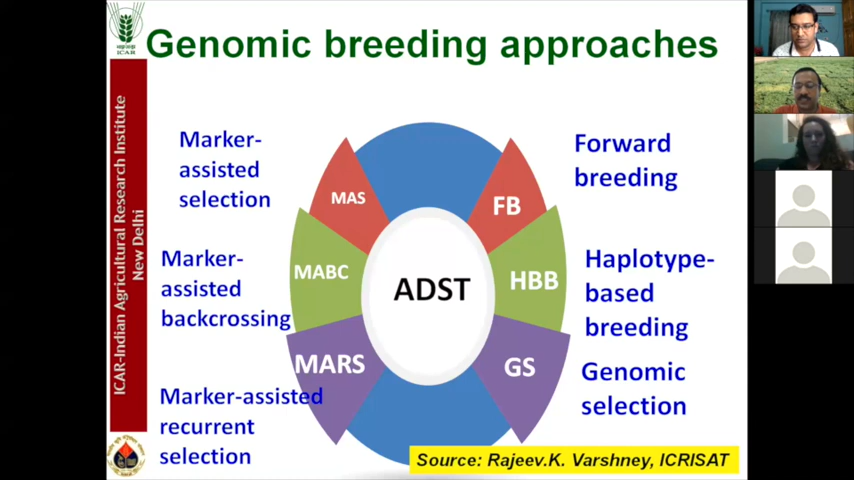 ICAR
Genomic breeding approaches
ICAR-Indian Agricultural Research Institute
New Delhi
Marker-
assisted
selection
Marker-
assisted
backcrossing
Marker-assisted
recurrent
selection
MAS
MABC
MARS
ADST
FB
HBB
GS
Forward
breeding
Haplotype-
based
breeding
Genomic
selection
Source: Rajeev.K. Varshney, ICRISAT